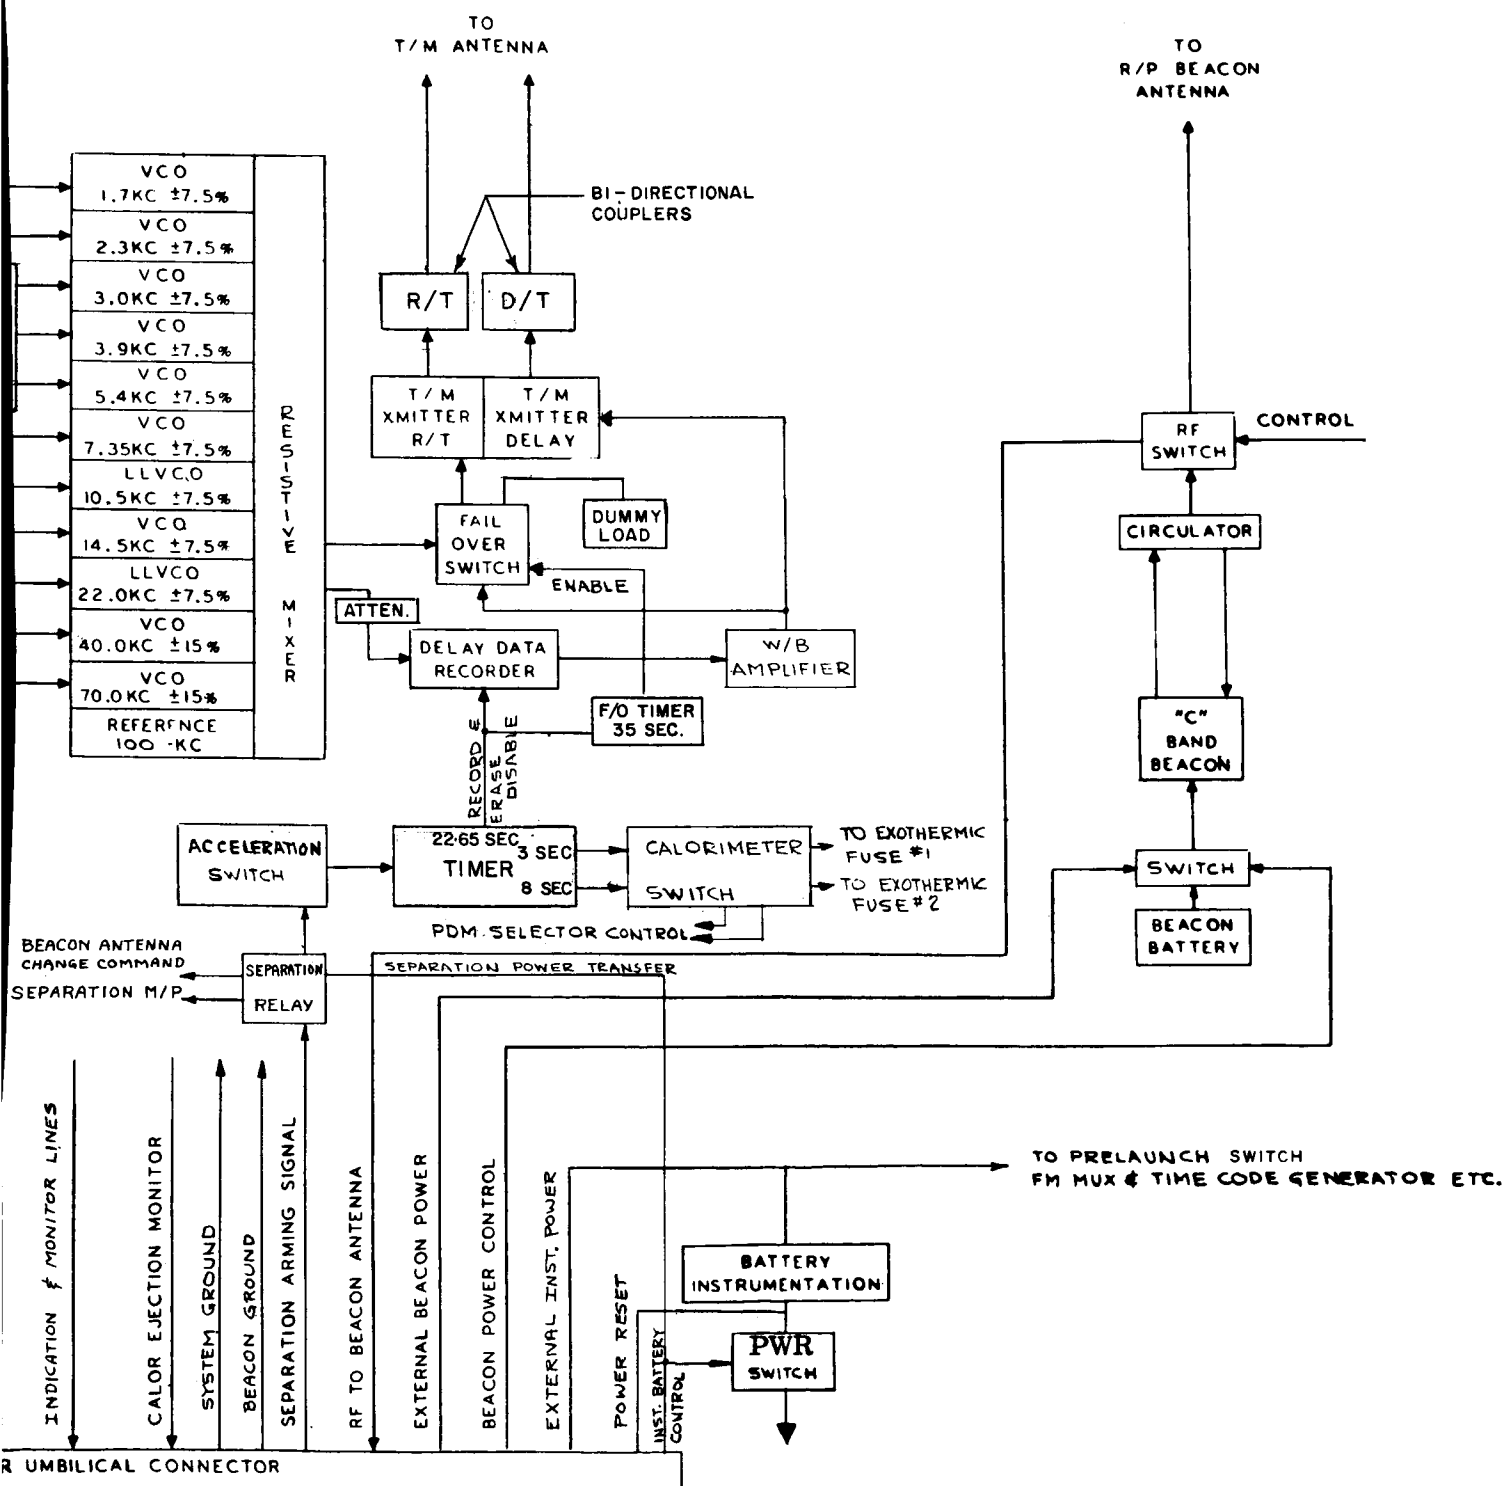 TO
T/M ANTENNA
TO
R/P BEACON
ANTENNA
VCO
1.7KC ±7.5%
VCO
2.3KC ±7.5%
VCO
3.0KC ±7.5%
VCO
3.9KC ±7.5%
VCO
5.4KC ±7.5%
VCO
7.35KC ±7.5%
LLVCO
10.5KC ±7.5%
VCO
14.5KC ±7.5%
LLVCO
22.0KC ±7.5%
VCO
40.0KC ±15%
VCO
70.0KC ±15%
REFERENCE
100 -KC
RESISTIVE MIXER
BI-DIRECTIONAL
COUPLERS
R/T
D/T
T/M
XMITTER
R/T
T/M
XMITTER
DELAY
FAIL
OVER
SWITCH
DUMMY
LOAD
ENABLE
ATTEN.
DELAY DATA
RECORDER
W/B
AMPLIFIER
F/O TIMER
35 SEC.
RECORD &
ERASE
DISABLE
CONTROL
RF
SWITCH
CIRCULATOR
"C"
BAND
BEACON
SWITCH
BEACON
BATTERY
ACCELERATION
SWITCH
22.65 SEC
TIMER
3 SEC
8 SEC
CALORIMETER
SWITCH
TO EXOTHERMIC
FUSE #1
TO EXOTHERMIC
FUSE #2
PDM. SELECTOR CONTROL
BEACON ANTENNA
CHANGE COMMAND
SEPARATION M/P
SEPARATION
RELAY
SEPARATION POWER TRANSFER
INDICATION & MONITOR LINES
CALOR EJECTION MONITOR
SYSTEM GROUND
BEACON GROUND
SEPARATION ARMING SIGNAL
RF TO BEACON ANTENNA
EXTERNAL BEACON POWER
BEACON POWER CONTROL
EXTERNAL INST. POWER
POWER RESET
INST. BATTERY
CONTROL
TO PRELAUNCH SWITCH
FM MUX & TIME CODE GENERATOR ETC.
BATTERY
INSTRUMENTATION
PWR
SWITCH
R UMBILICAL CONNECTOR